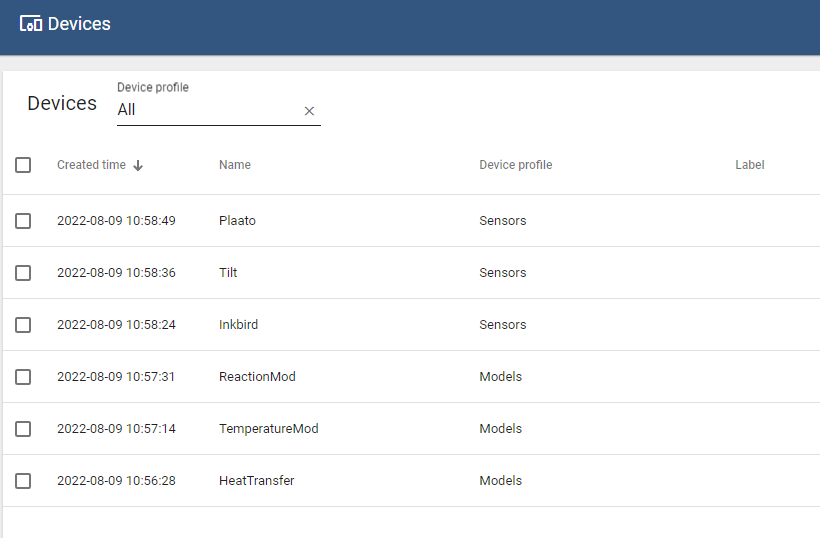 Devices
Device profile
Devices All
Created time Name Device profile Label
2022-08-09 10:58:49 Plaato Sensors
2022-08-09 10:58:36 Tilt Sensors
2022-08-09 10:58:24 Inkbird Sensors
2022-08-09 10:57:31 ReactionMod Models
2022-08-09 10:57:14 TemperatureMod Models
2022-08-09 10:56:28 HeatTransfer Models